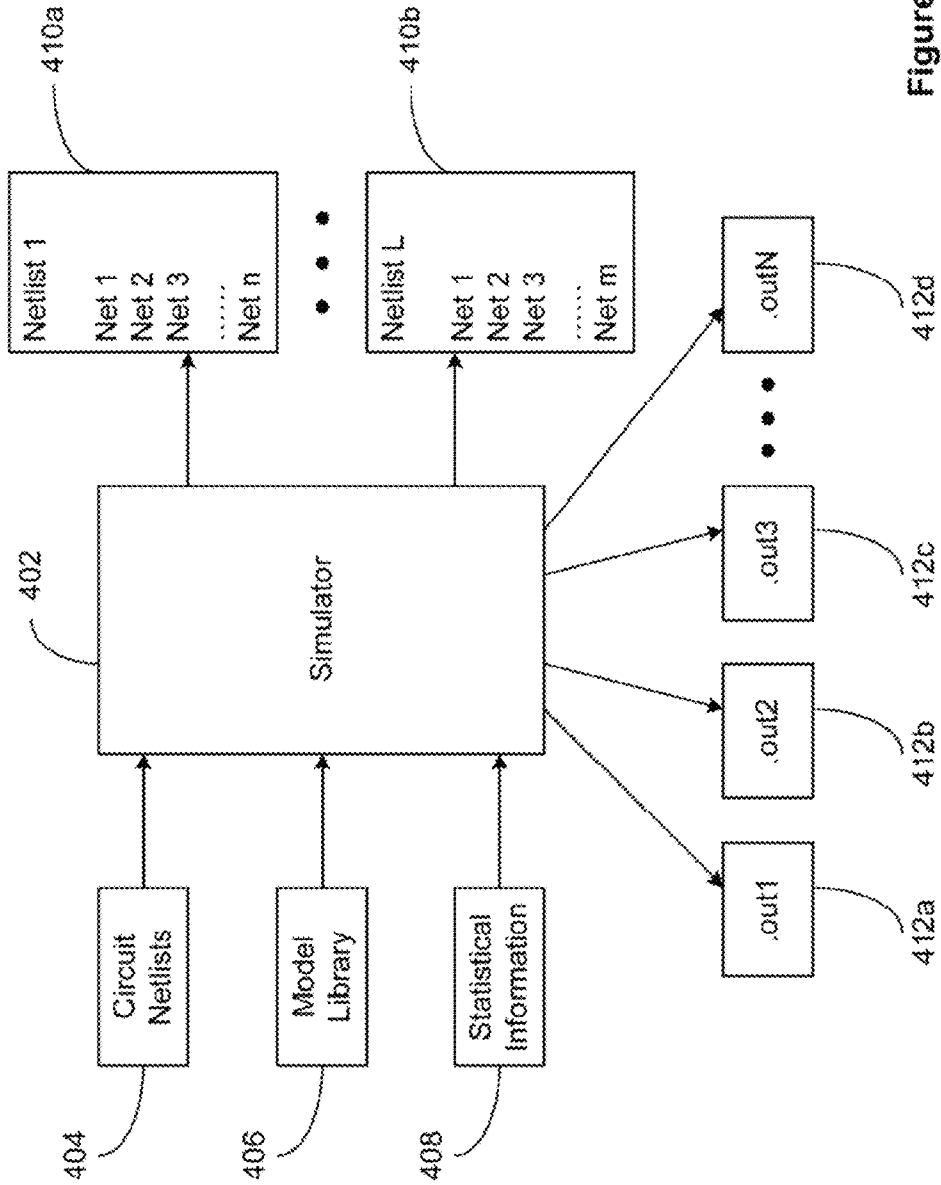 402
404
Circuit
Netlists
406
Model
Library
408
Statistical
Information
Simulator
Netlist 1
Net 1
Net 2
Net 3
......
Net n
410a
Netlist L
Net 1
Net 2
Net 3
......
Net m
410b
.out1
.out2
.out3
.outN
412a
412b
412c
412d
Figure